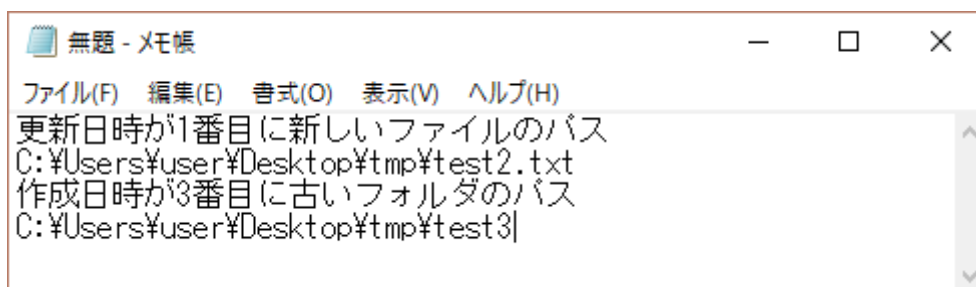 無題 - メモ帳
ファイル(F) 編集(E) 書式(O) 表示(V) ヘルプ(H)
更新日時が1番目に新しいファイルのパス
C:¥Users¥user¥Desktop¥tmp¥test2.txt
作成日時が3番目に古いフォルダのパス
C:¥Users¥user¥Desktop¥tmp¥test3